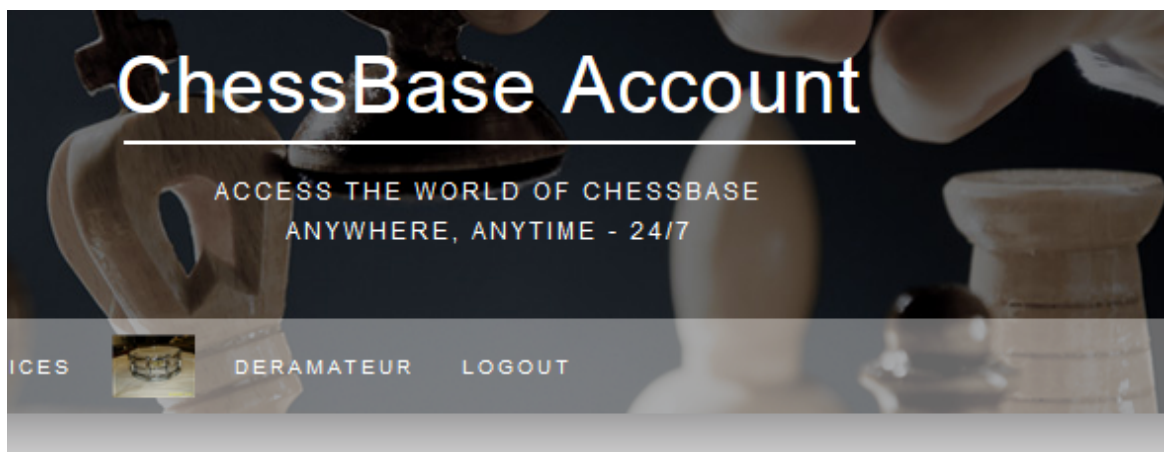 ChessBase Account
ACCESS THE WORLD OF CHESSBASE
ANYWHERE, ANYTIME - 24/7
ICES DERAMATEUR LOGOUT